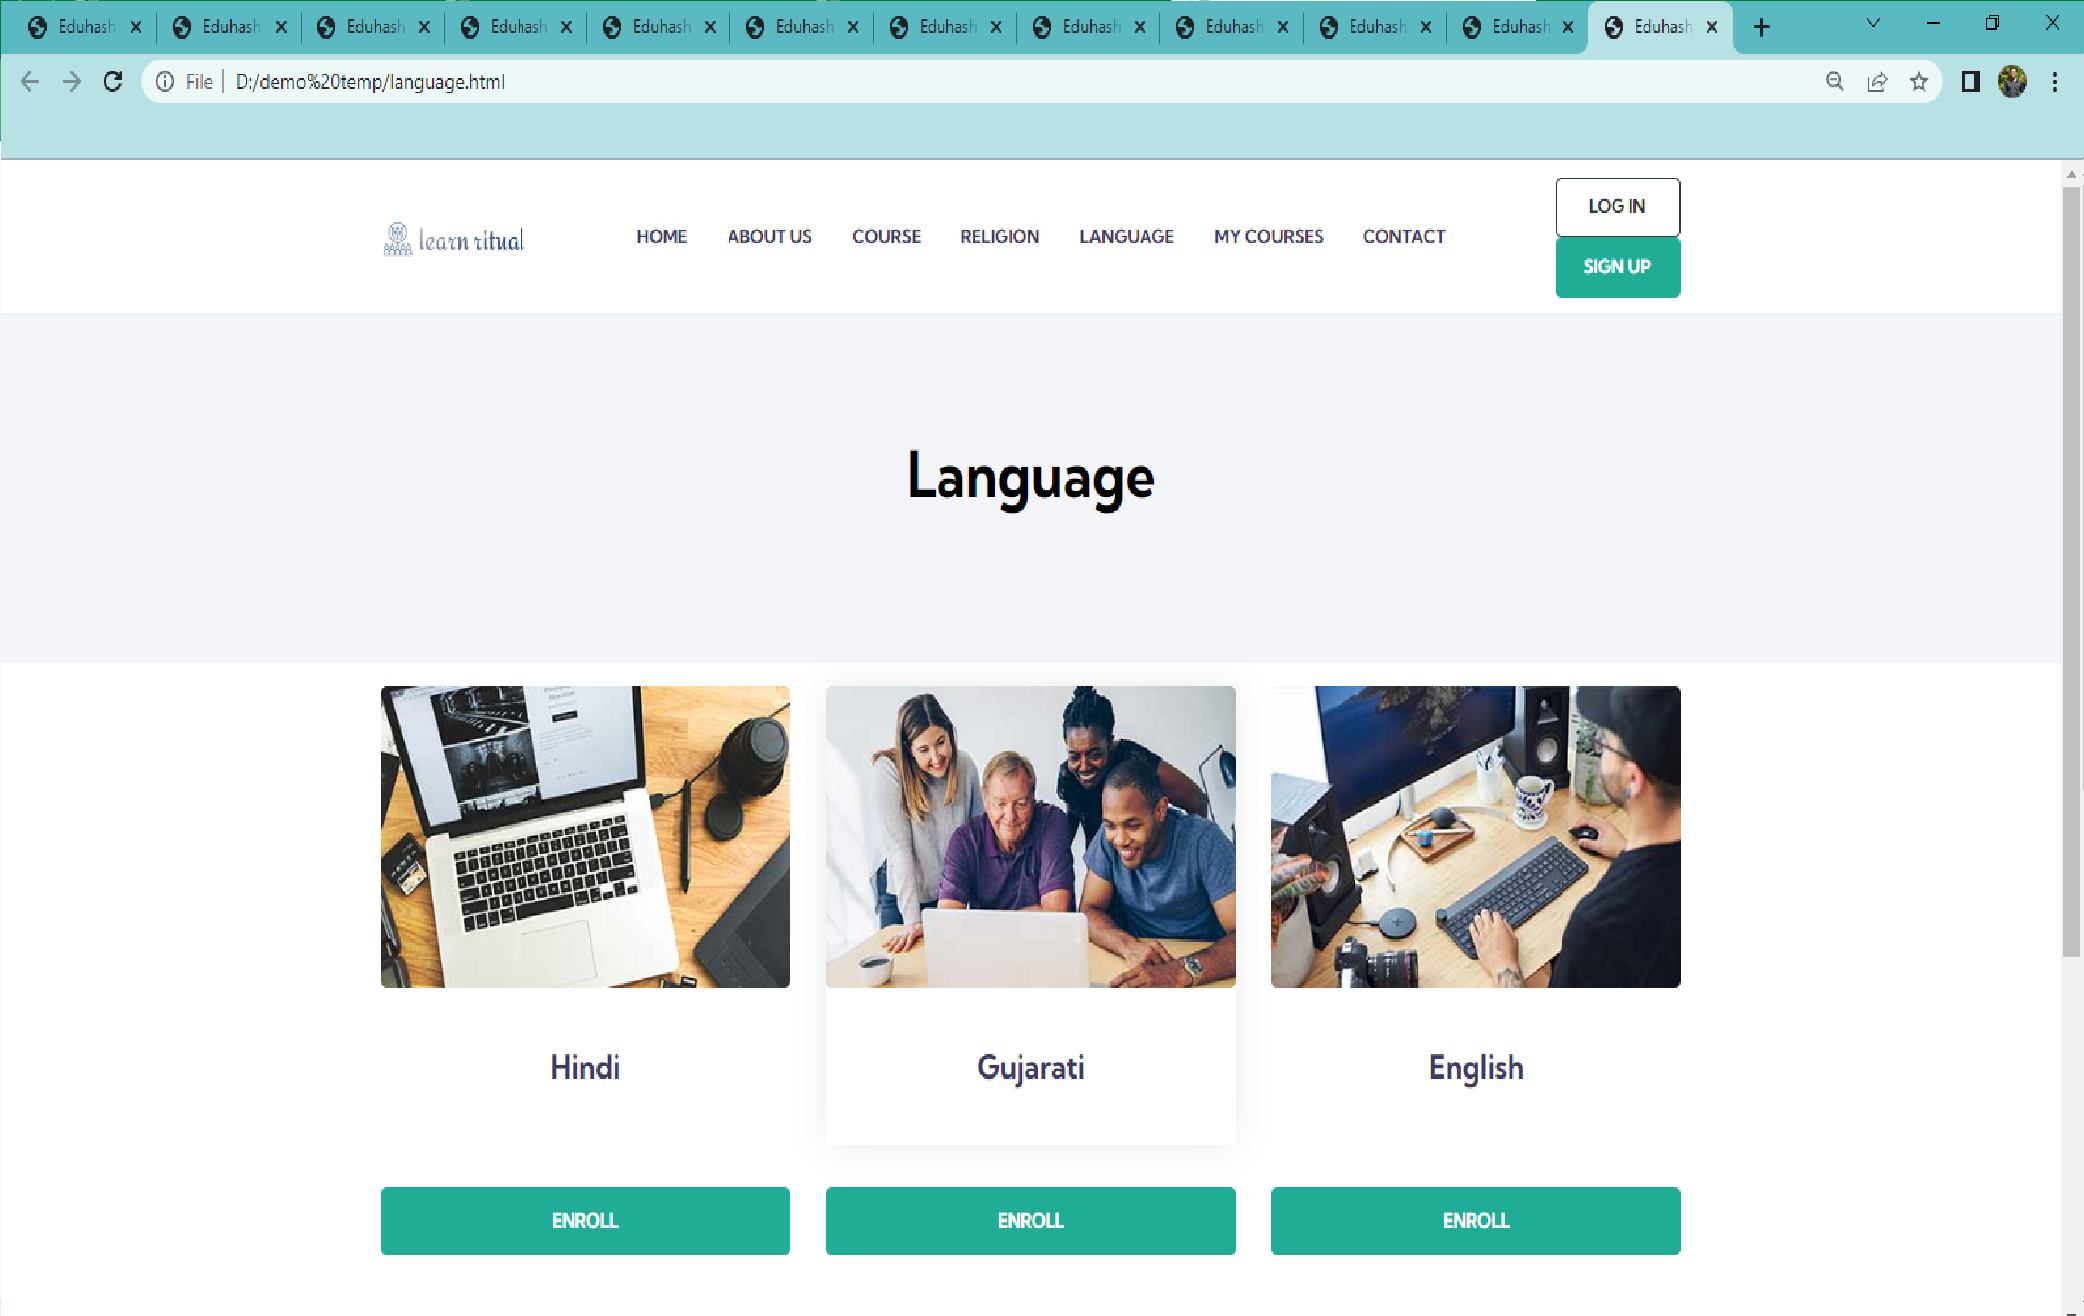 Eduhash Eduhash Eduhash Eduhash Eduhash Eduhash Eduhash Eduhash Eduhash Eduhash Eduhash Eduhash
File D:/demo%20temp/language.html
learn ritual HOME ABOUT US COURSE RELIGION LANGUAGE MY COURSES CONTACT
LOG IN
SIGN UP
Language
Hindi Gujarati English
ENROLL ENROLL ENROLL